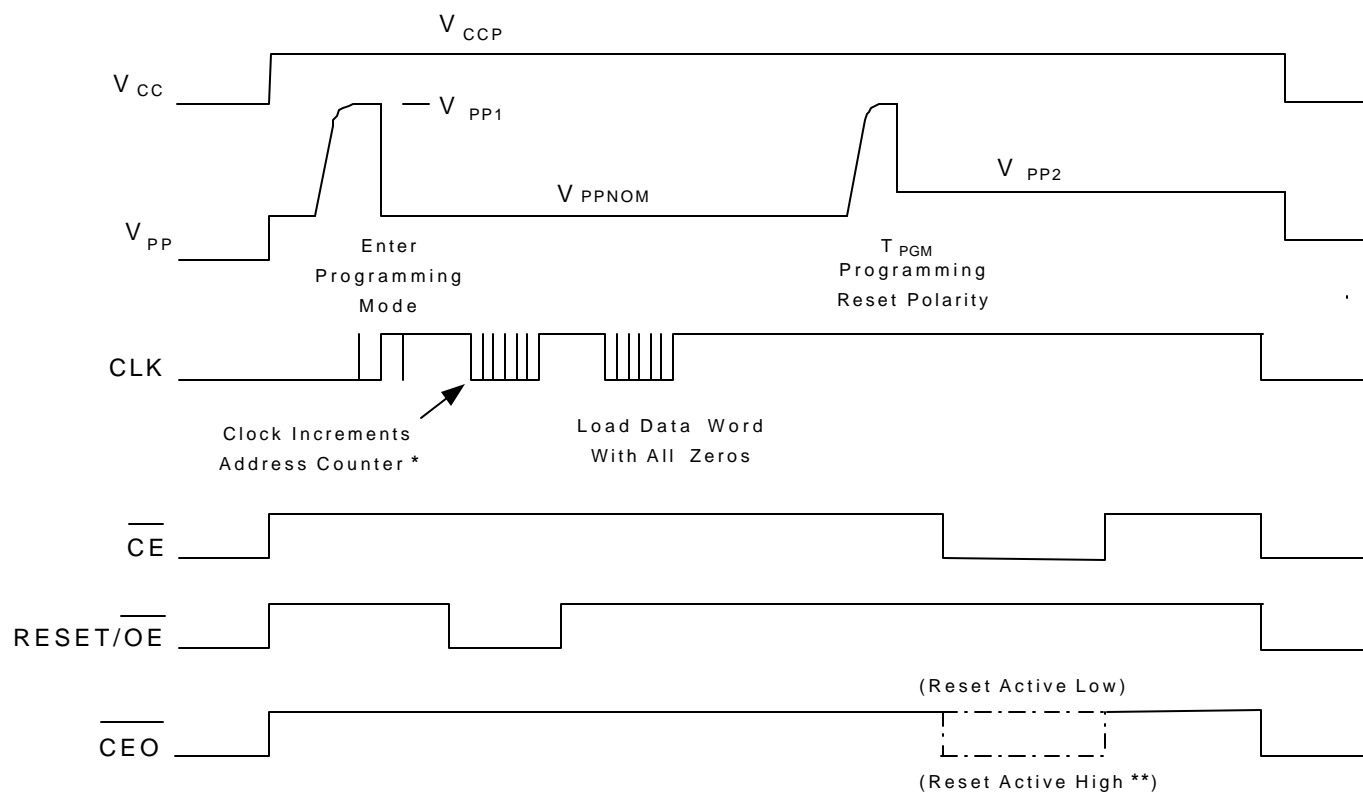 V CCP
V CC
V PP1
V PP2
V PPNOM
V PP
Enter
Programming
Mode
T PGM
Programming
Reset Polarity
CLK
Clock Increments
Address Counter *
Load Data Word
With All Zeros
CE
RESET/OE
(Reset Active Low)
CEO
(Reset Active High **)